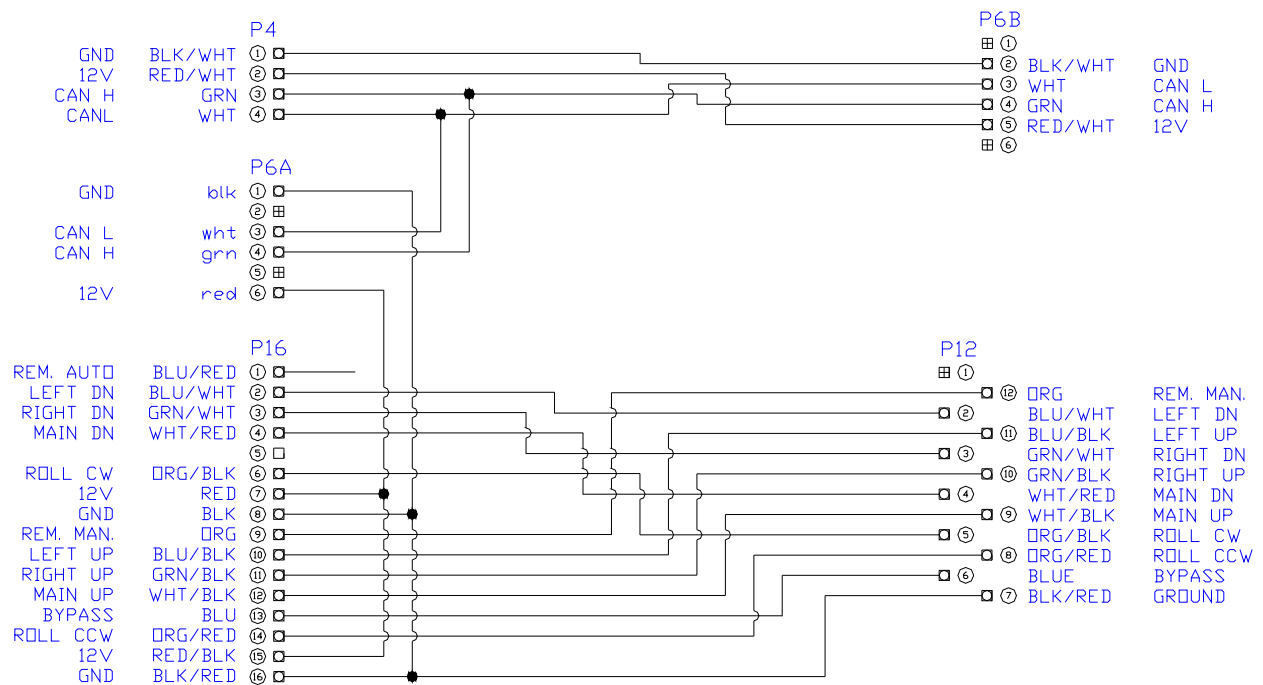 P4
GND BLK/WHT 1
12V RED/WHT 2
CAN H GRN 3
CANL WHT 4
P6B
1
2 BLK/WHT GND
3 WHT CAN L
4 GRN CAN H
5 RED/WHT 12V
6
P6A
GND blk 1
2
CAN L wht 3
CAN H grn 4
5
12V red 6
P16
REM. AUTO BLU/RED 1
LEFT DN BLU/WHT 2
RIGHT DN GRN/WHT 3
MAIN DN WHT/RED 4
5
ROLL CW ORG/BLK 6
12V RED 7
GND BLK 8
REM. MAN. ORG 9
LEFT UP BLU/BLK 10
RIGHT UP GRN/BLK 11
MAIN UP WHT/BLK 12
BYPASS BLU 13
ROLL CCW ORG/RED 14
12V RED/BLK 15
GND BLK/RED 16
P12
1
12 ORG REM. MAN.
2 BLU/WHT LEFT DN
11 BLU/BLK LEFT UP
3 GRN/WHT RIGHT DN
10 GRN/BLK RIGHT UP
4 WHT/RED MAIN DN
9 WHT/BLK MAIN UP
5 ORG/BLK ROLL CW
8 ORG/RED ROLL CCW
6 BLUE BYPASS
7 BLK/RED GROUND